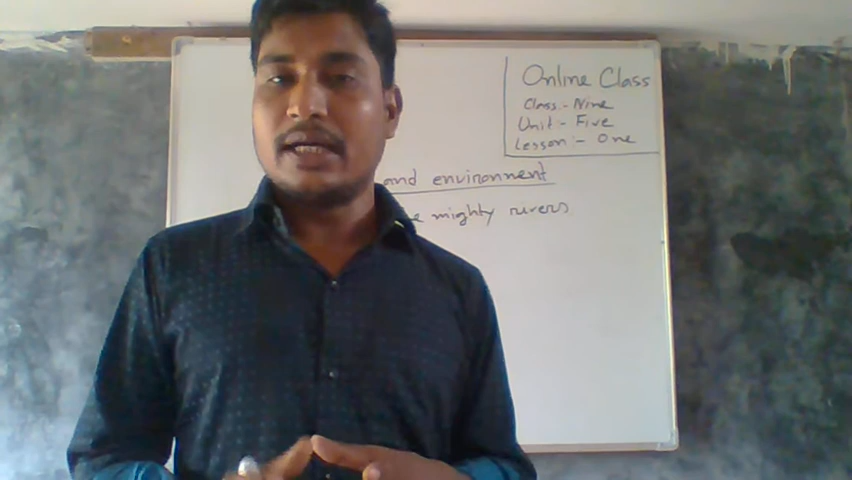 Online Class
Class:- Nine
Unit - Five
Lesson:- One
and environment
mighty rivers